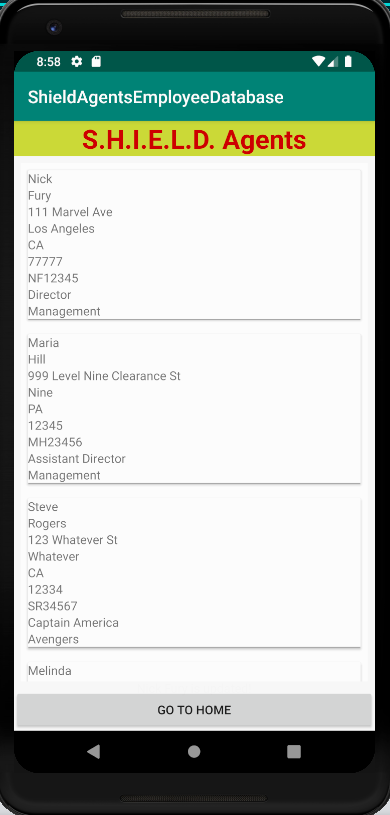 8:58
ShieldAgentsEmployeeDatabase
S.H.I.E.L.D. Agents
Nick
Fury
111 Marvel Ave
Los Angeles
CA
77777
NF12345
Director
Management
Maria
Hill
999 Level Nine Clearance St
Nine
PA
12345
MH23456
Assistant Director
Management
Steve
Rogers
123 Whatever St
Whatever
CA
12334
SR34567
Captain America
Avengers
Melinda
GO TO HOME